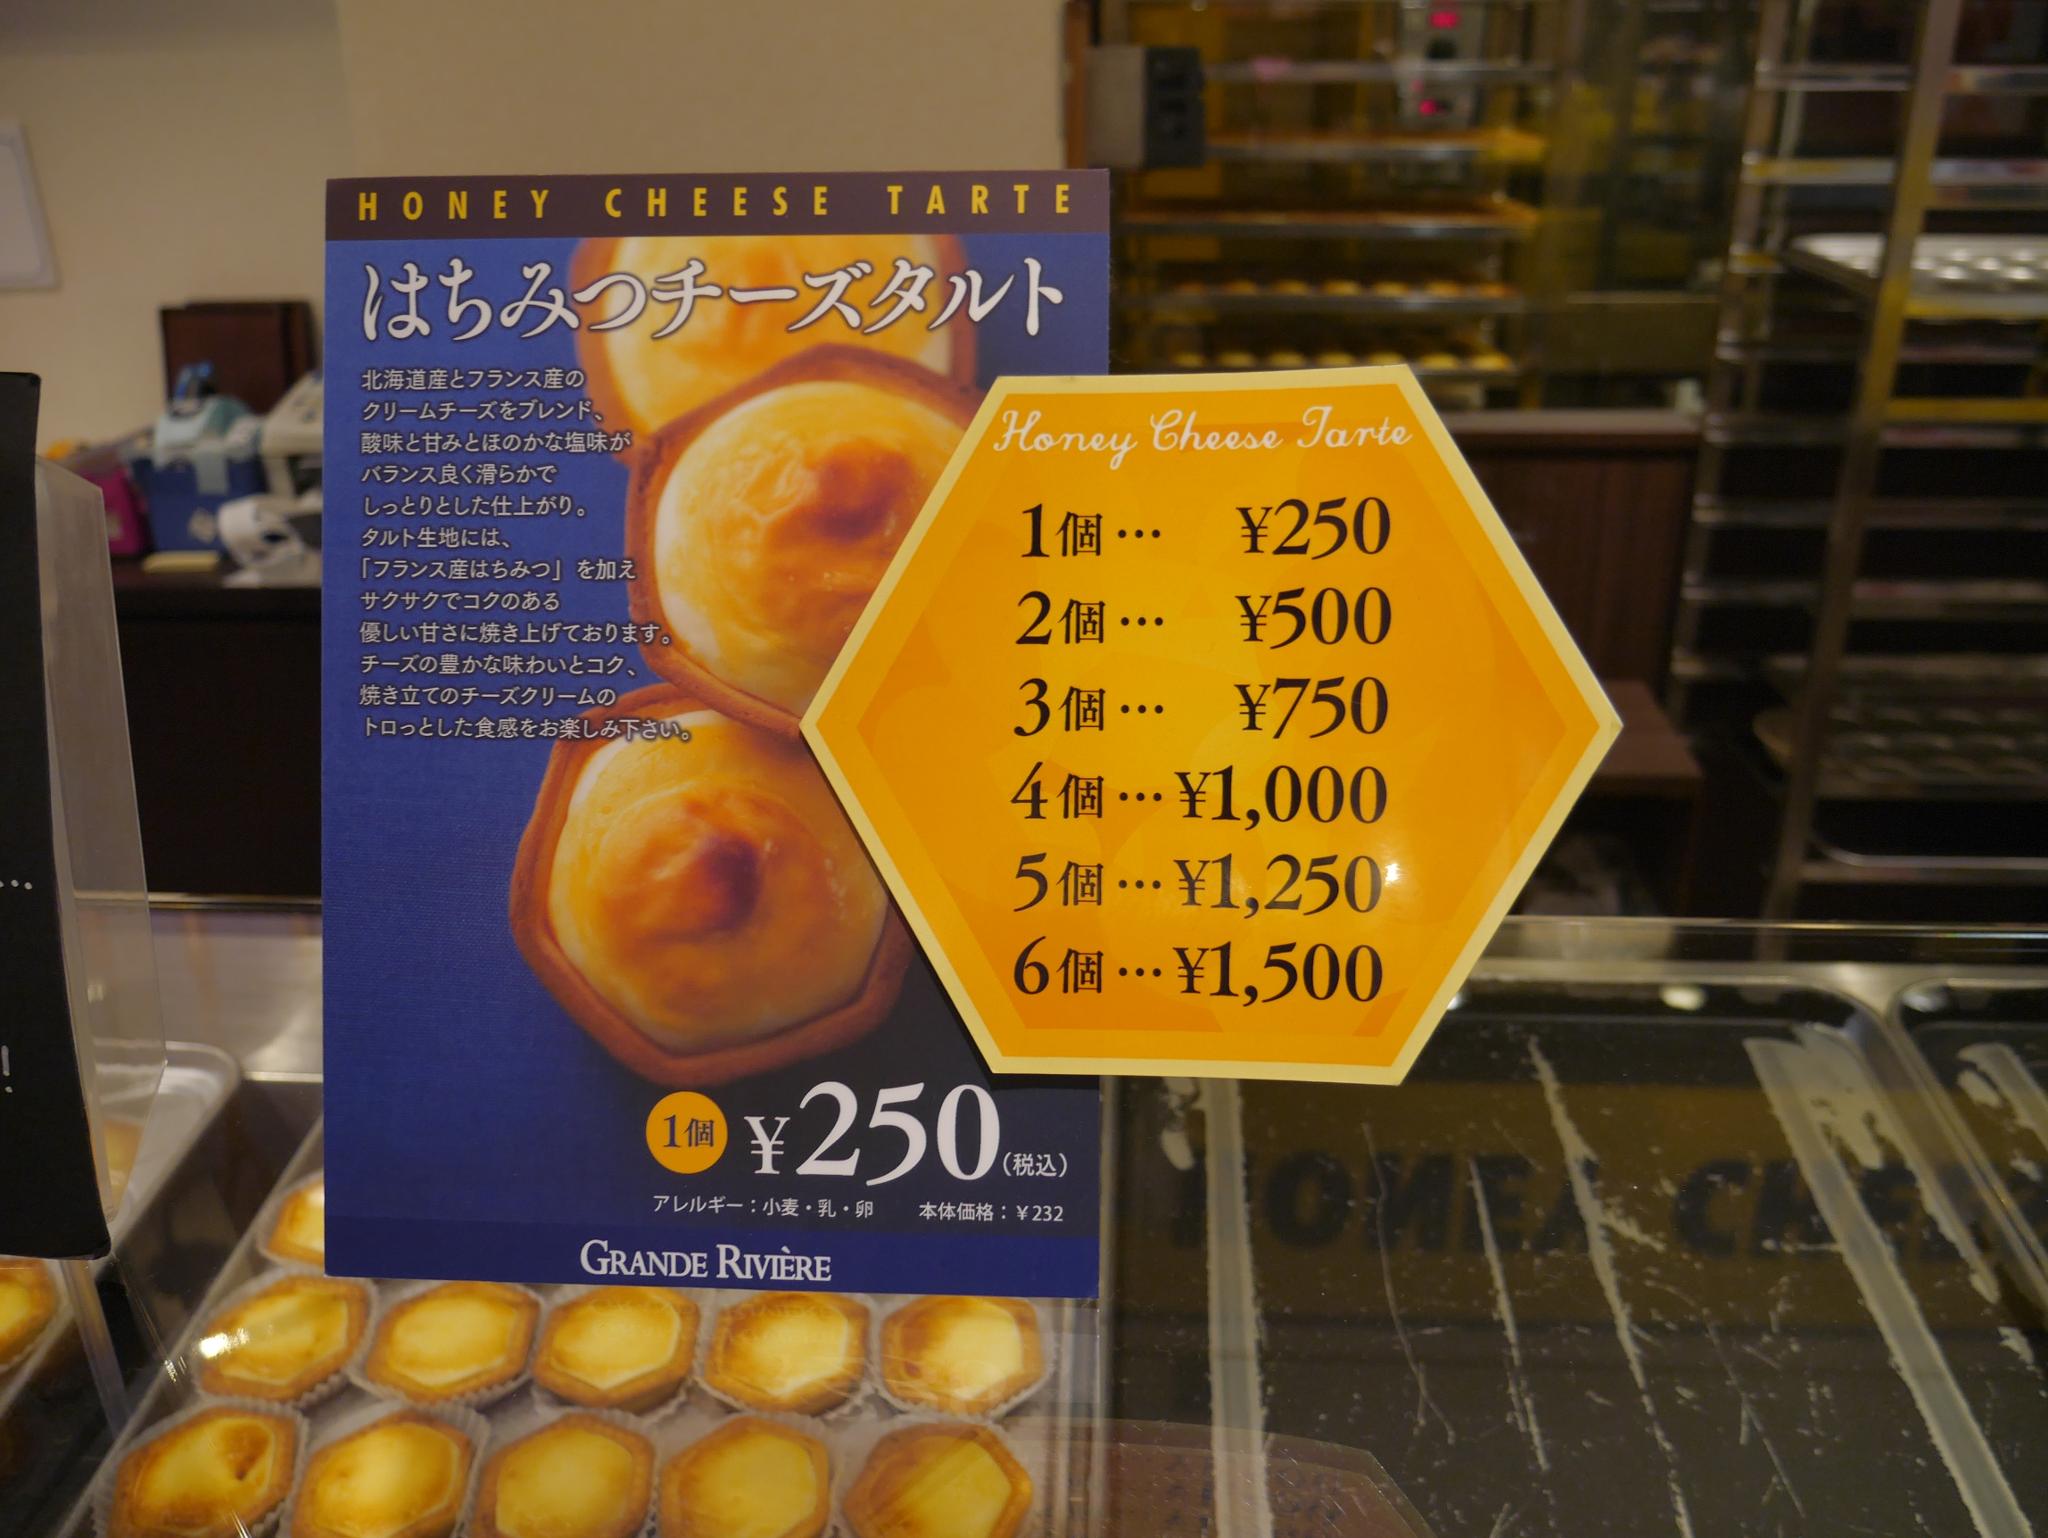 HONEY CHEESE TARTE
はちみつチーズタルト
北海道産とフランス産の
クリームチーズをブレンド、
酸味と甘みとほのかな塩味が
バランス良く滑らかで
しっとりとした仕上がり。
タルト生地には、
「フランス産はちみつ」を加え
サクサクでコクのある
優しい甘さに焼き上げております。
チーズの豊かな味わいとコク、
焼き立てのチーズクリームの
トロっとした食感をお楽しみ下さい。
1個 ¥250(税込)
アレルギー：小麦・乳・卵 本体価格：¥232
GRANDE RIVIÈRE
Honey Cheese Tarte
1個… ¥250
2個… ¥500
3個… ¥750
4個…¥1,000
5個…¥1,250
6個…¥1,500